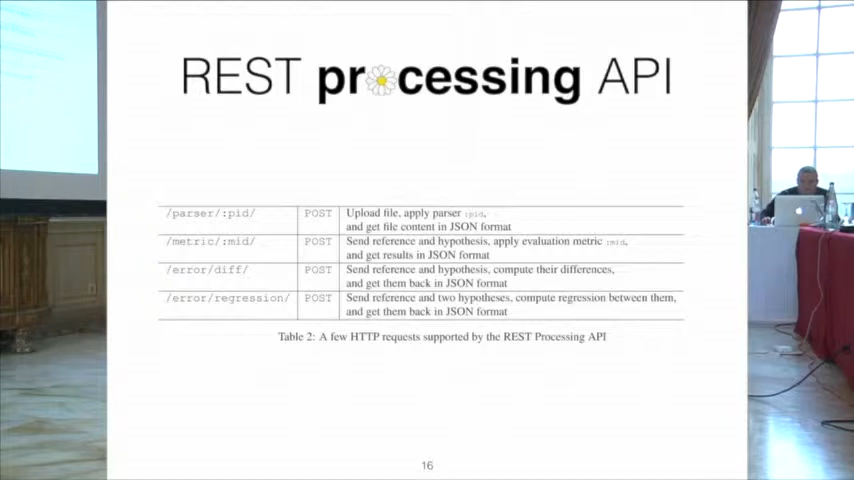 REST processing API
/parser/:pid/ POST Upload file, apply parser :pid,
and get file content in JSON format
/metric/:mid/ POST Send reference and hypothesis, apply evaluation metric :mid,
and get results in JSON format
/error/diff/ POST Send reference and hypothesis, compute their differences,
and get them back in JSON format
/error/regression/ POST Send reference and two hypotheses, compute regression between them,
and get them back in JSON format
Table 2: A few HTTP requests supported by the REST Processing API
16